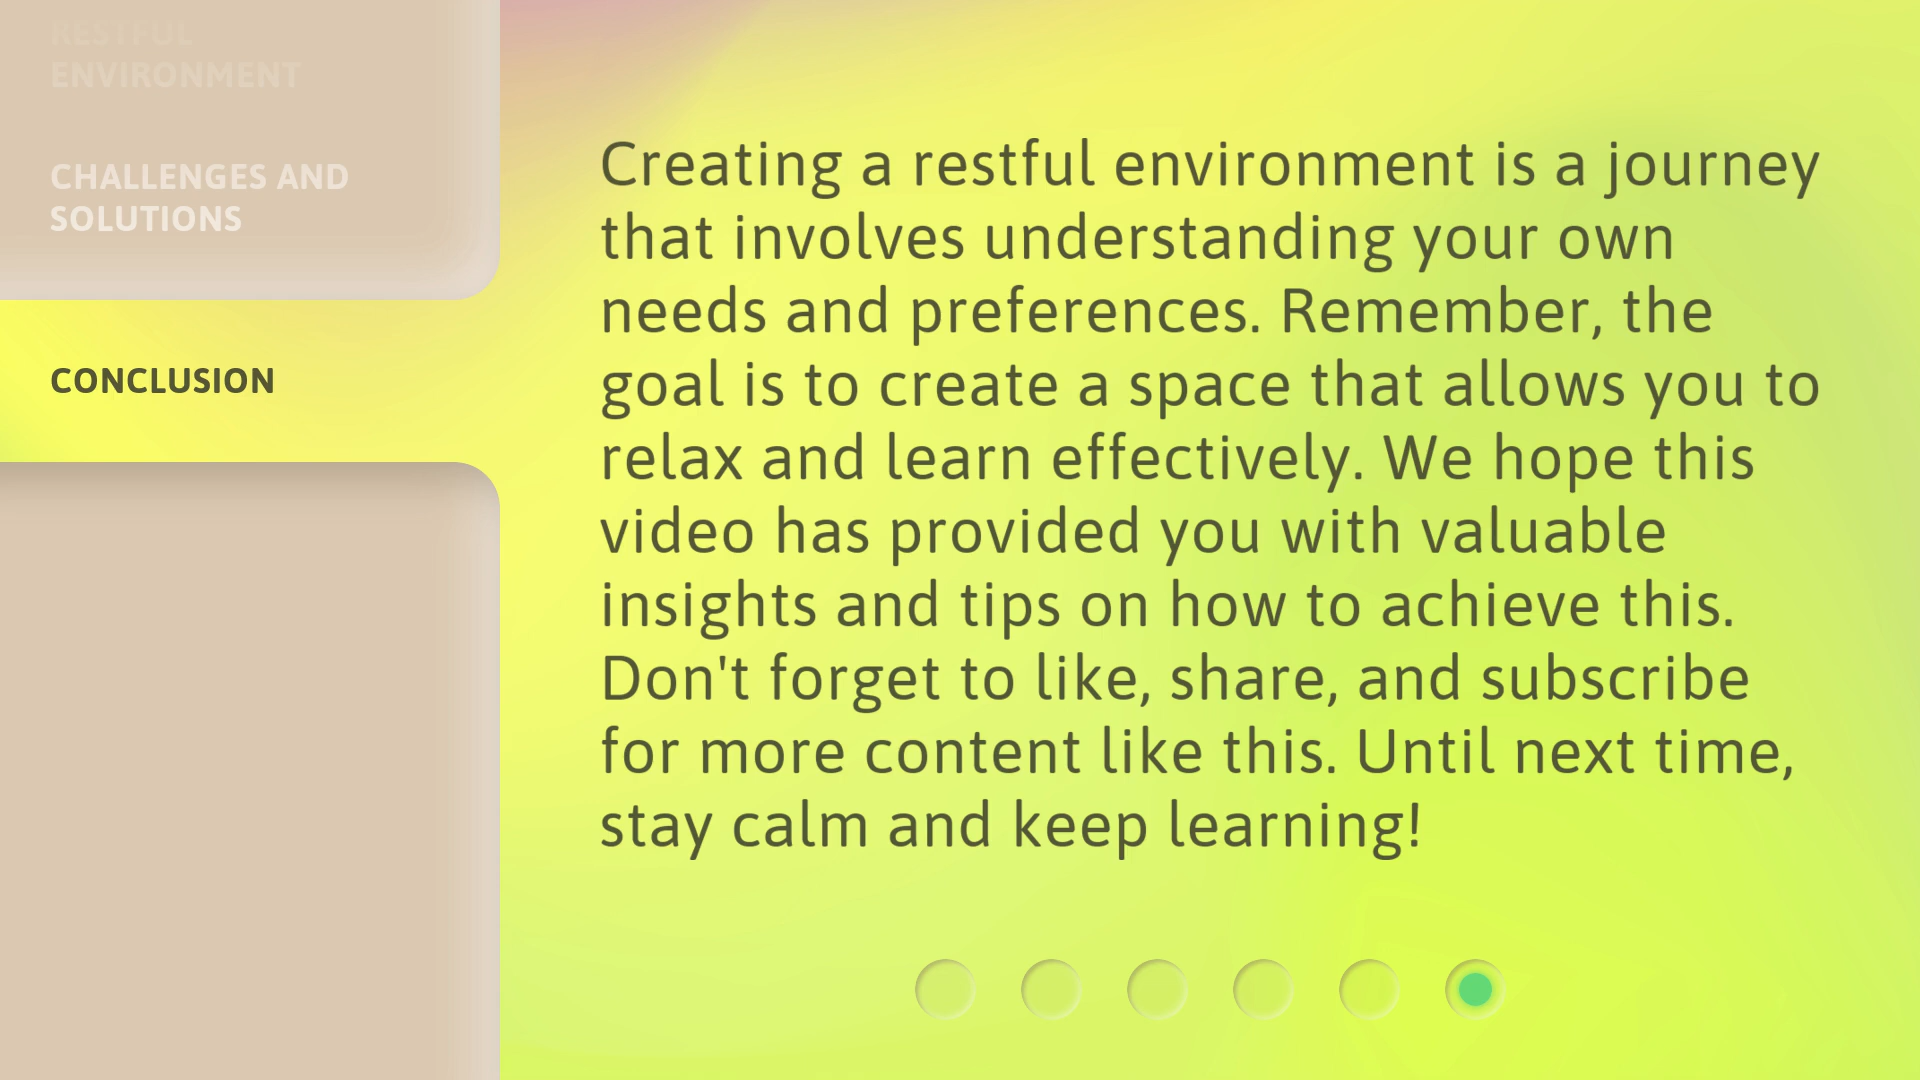 RESTFUL
ENVIRONMENT
CHALLENGES AND
SOLUTIONS
CONCLUSION
Creating a restful environment is a journey
that involves understanding your own
needs and preferences. Remember, the
goal is to create a space that allows you to
relax and learn effectively. We hope this
video has provided you with valuable
insights and tips on how to achieve this.
Don't forget to like, share, and subscribe
for more content like this. Until next time,
stay calm and keep learning!